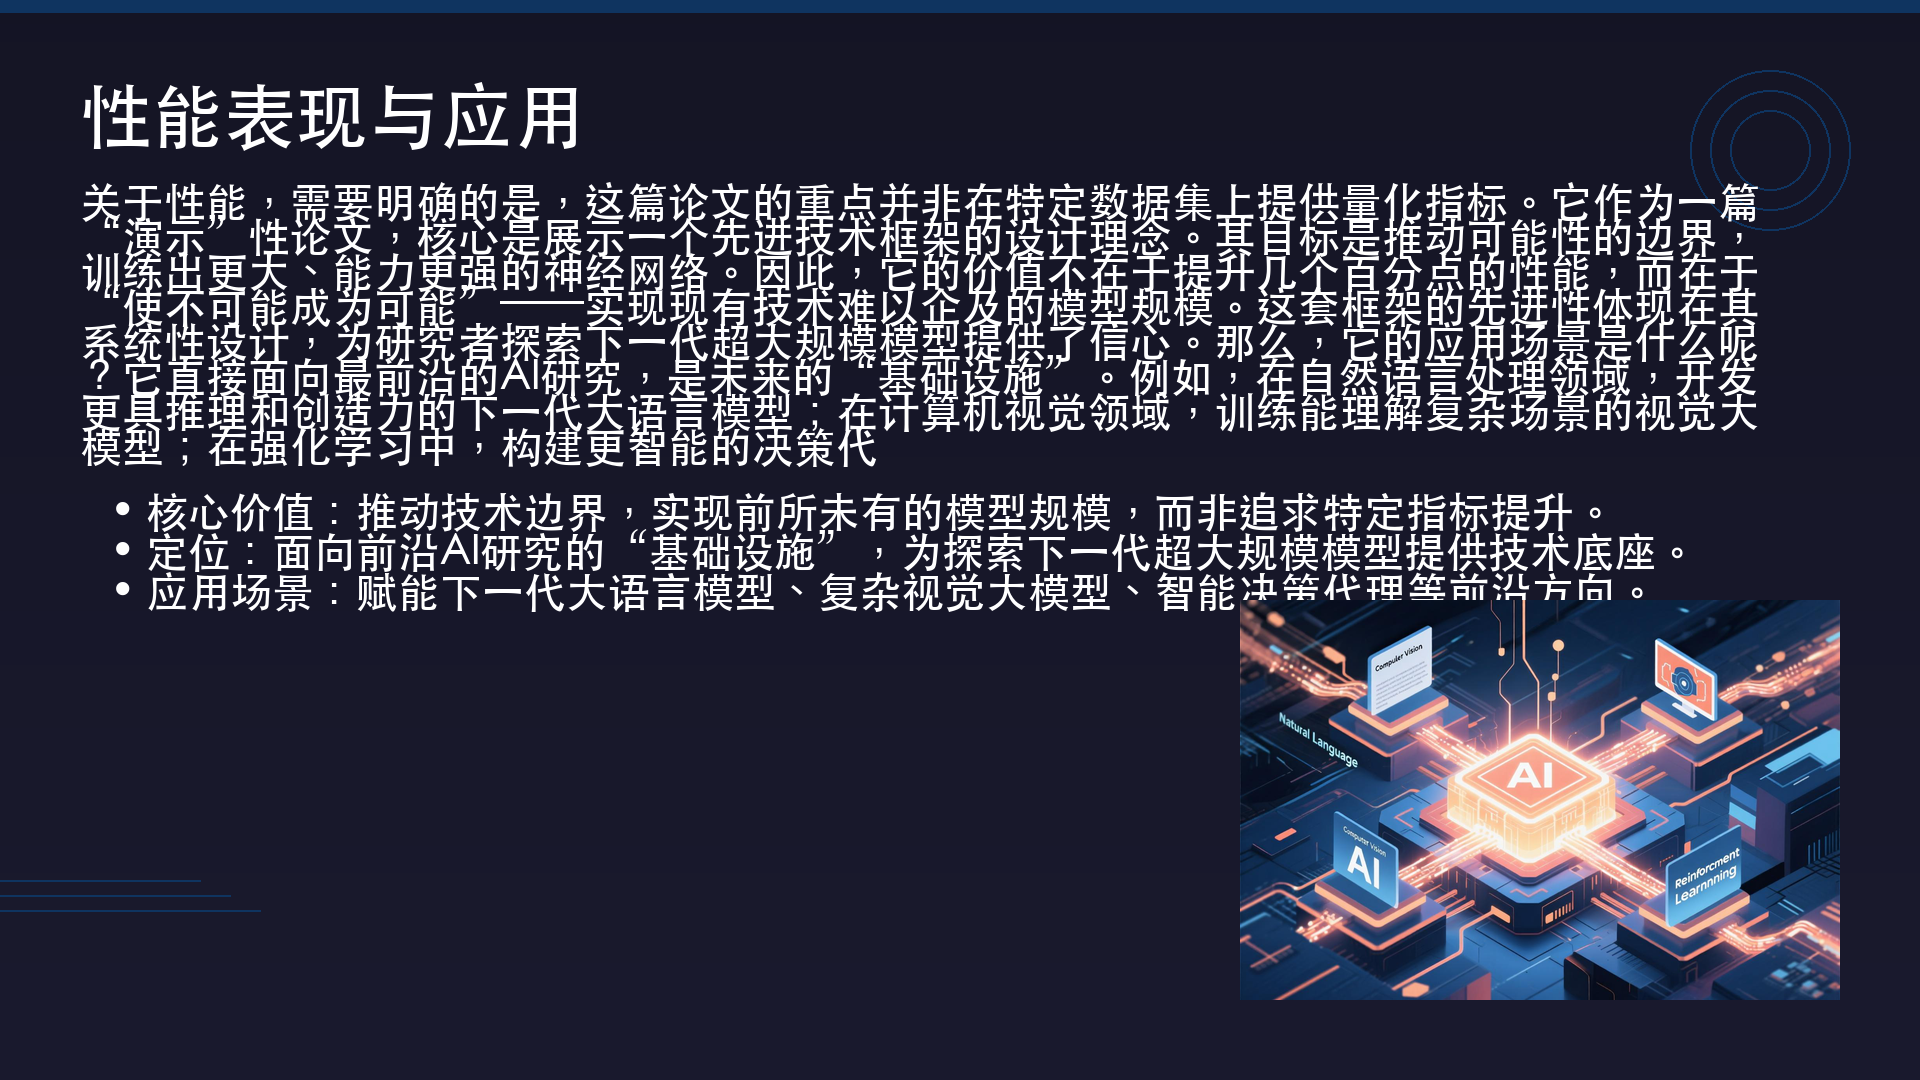 性能表现与应用
关于性能，需要明确的是，这篇论文的重点并非在特定数据集上提供量化指标。它作为一篇
“演示”性论文，核心是展示一个先进技术框架的设计理念。其目标是推动可能性的边界，
训练出更大、能力更强的神经网络。因此，它的价值不在于提升几个百分点的性能，而在于
“使不可能成为可能”——实现现有技术难以企及的模型规模。这套框架的先进性体现在其
系统性设计，为研究者探索下一代超大规模模型提供了信心。那么，它的应用场景是什么呢
？它直接面向最前沿的AI研究，是未来的“基础设施”。例如，在自然语言处理领域，开发
更具推理和创造力的下一代大语言模型；在计算机视觉领域，训练能理解复杂场景的视觉大
模型；在强化学习中，构建更智能的决策代
• 核心价值：推动技术边界，实现前所未有的模型规模，而非追求特定指标提升。
• 定位：面向前沿AI研究的“基础设施”，为探索下一代超大规模模型提供技术底座。
• 应用场景：赋能下一代大语言模型、复杂视觉大模型、智能决策代理等前沿方向。
Computer Vision
Natural Language
AI
Computer Vision
AI
Reinforcment
Learnnning